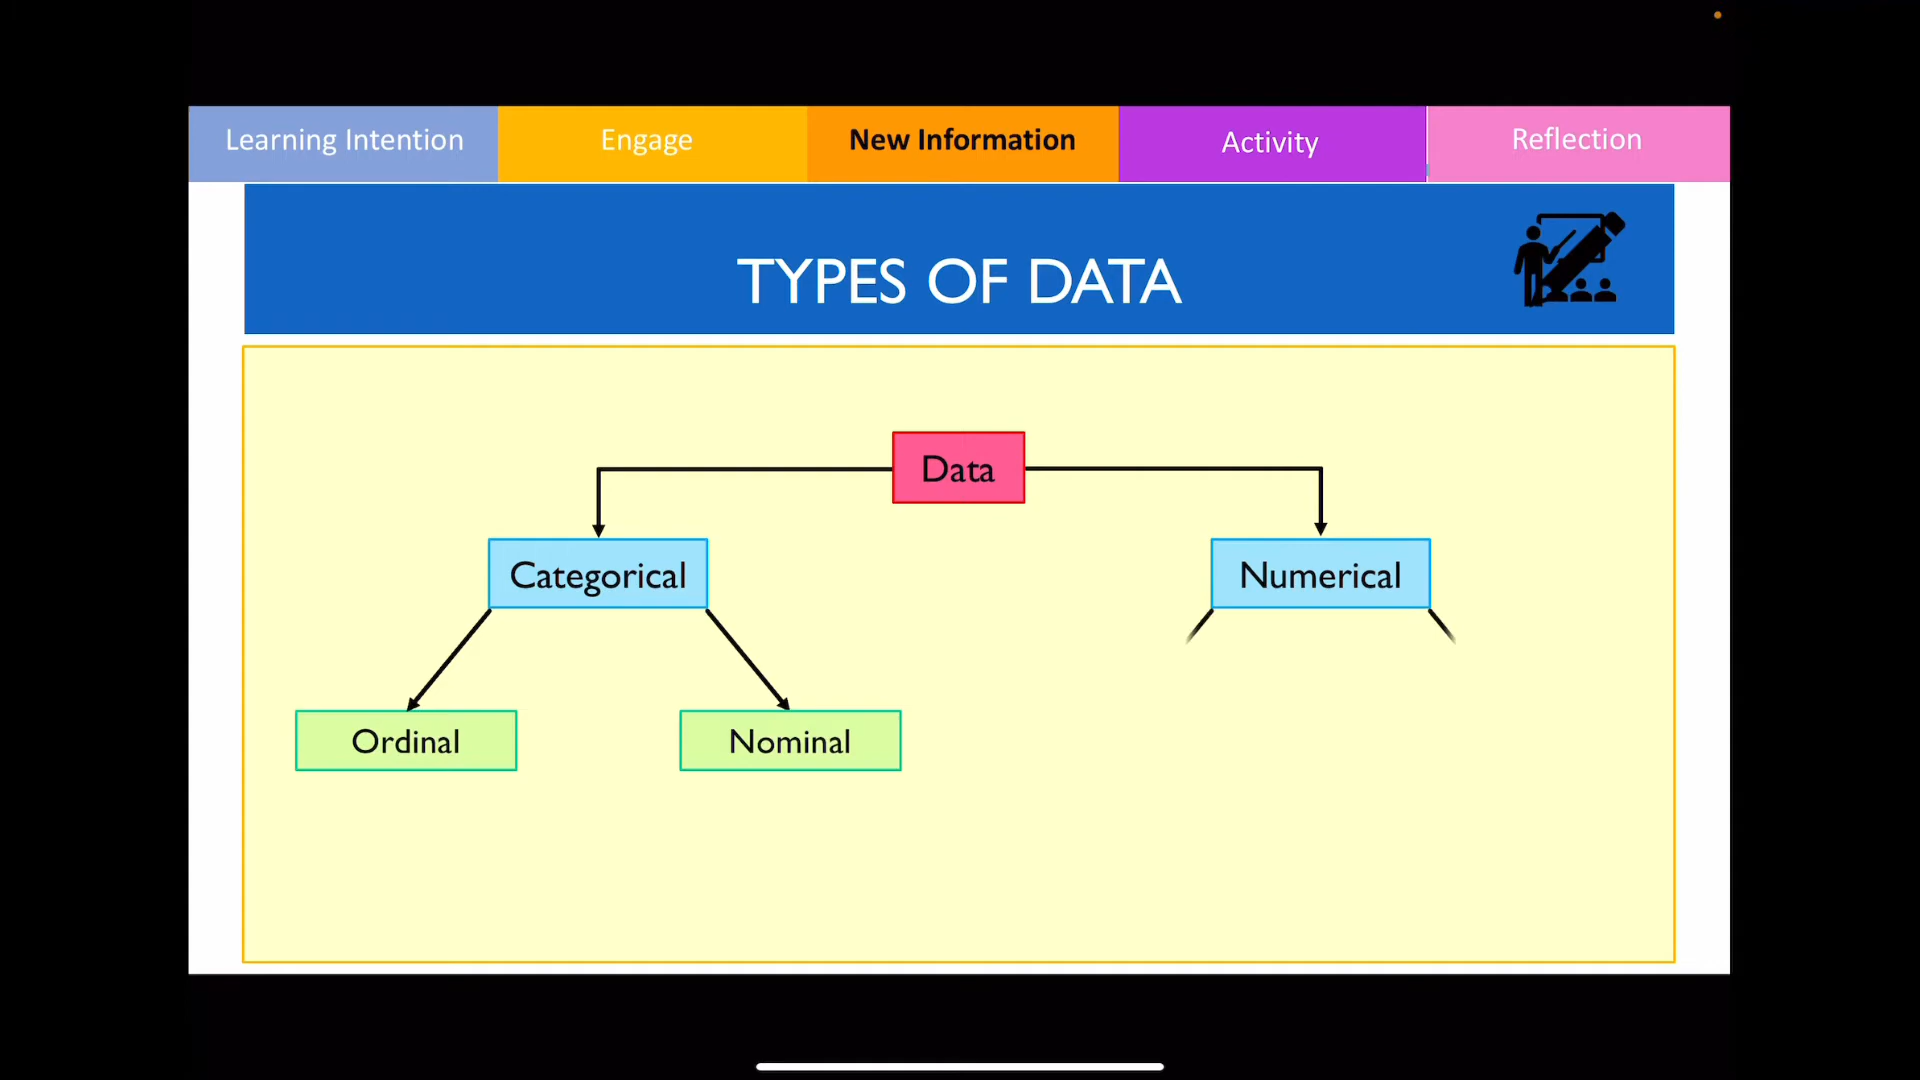 Learning Intention
Engage
New Information
Activity
Reflection
TYPES OF DATA
Data
Categorical
Numerical
Ordinal
Nominal